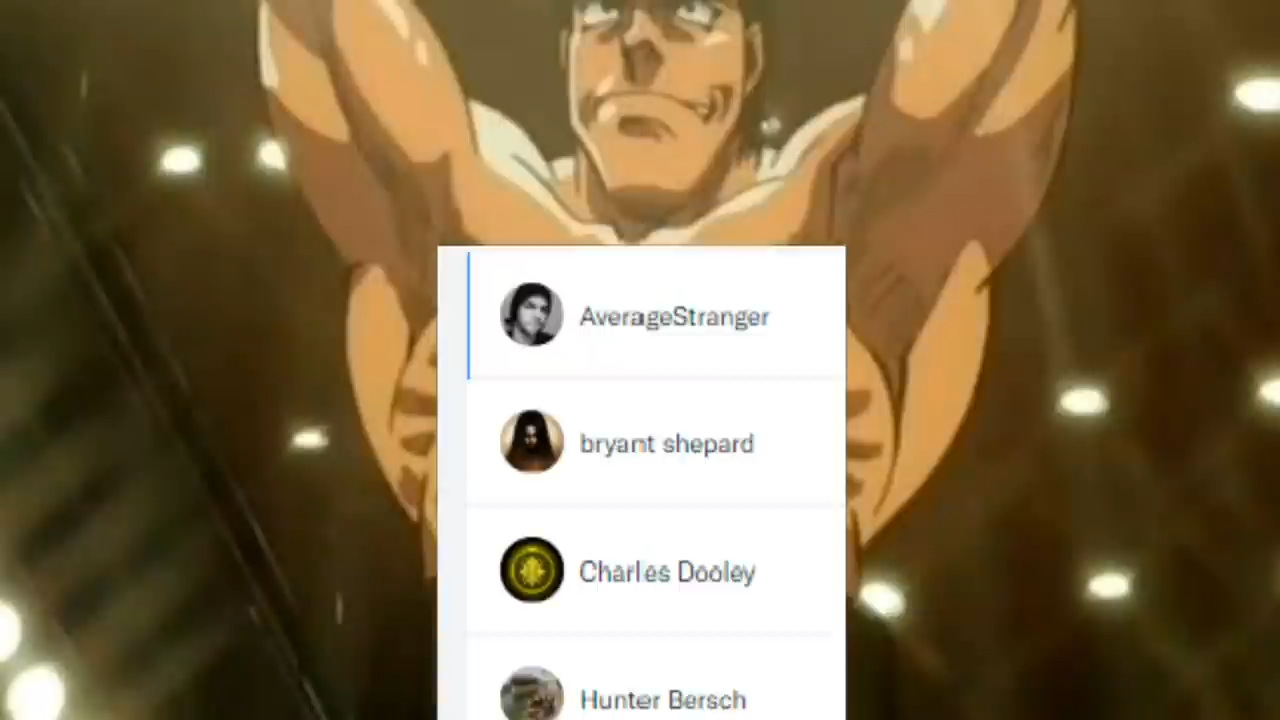 AverageStranger
bryant shepard
Charles Dooley
Hunter Bersch